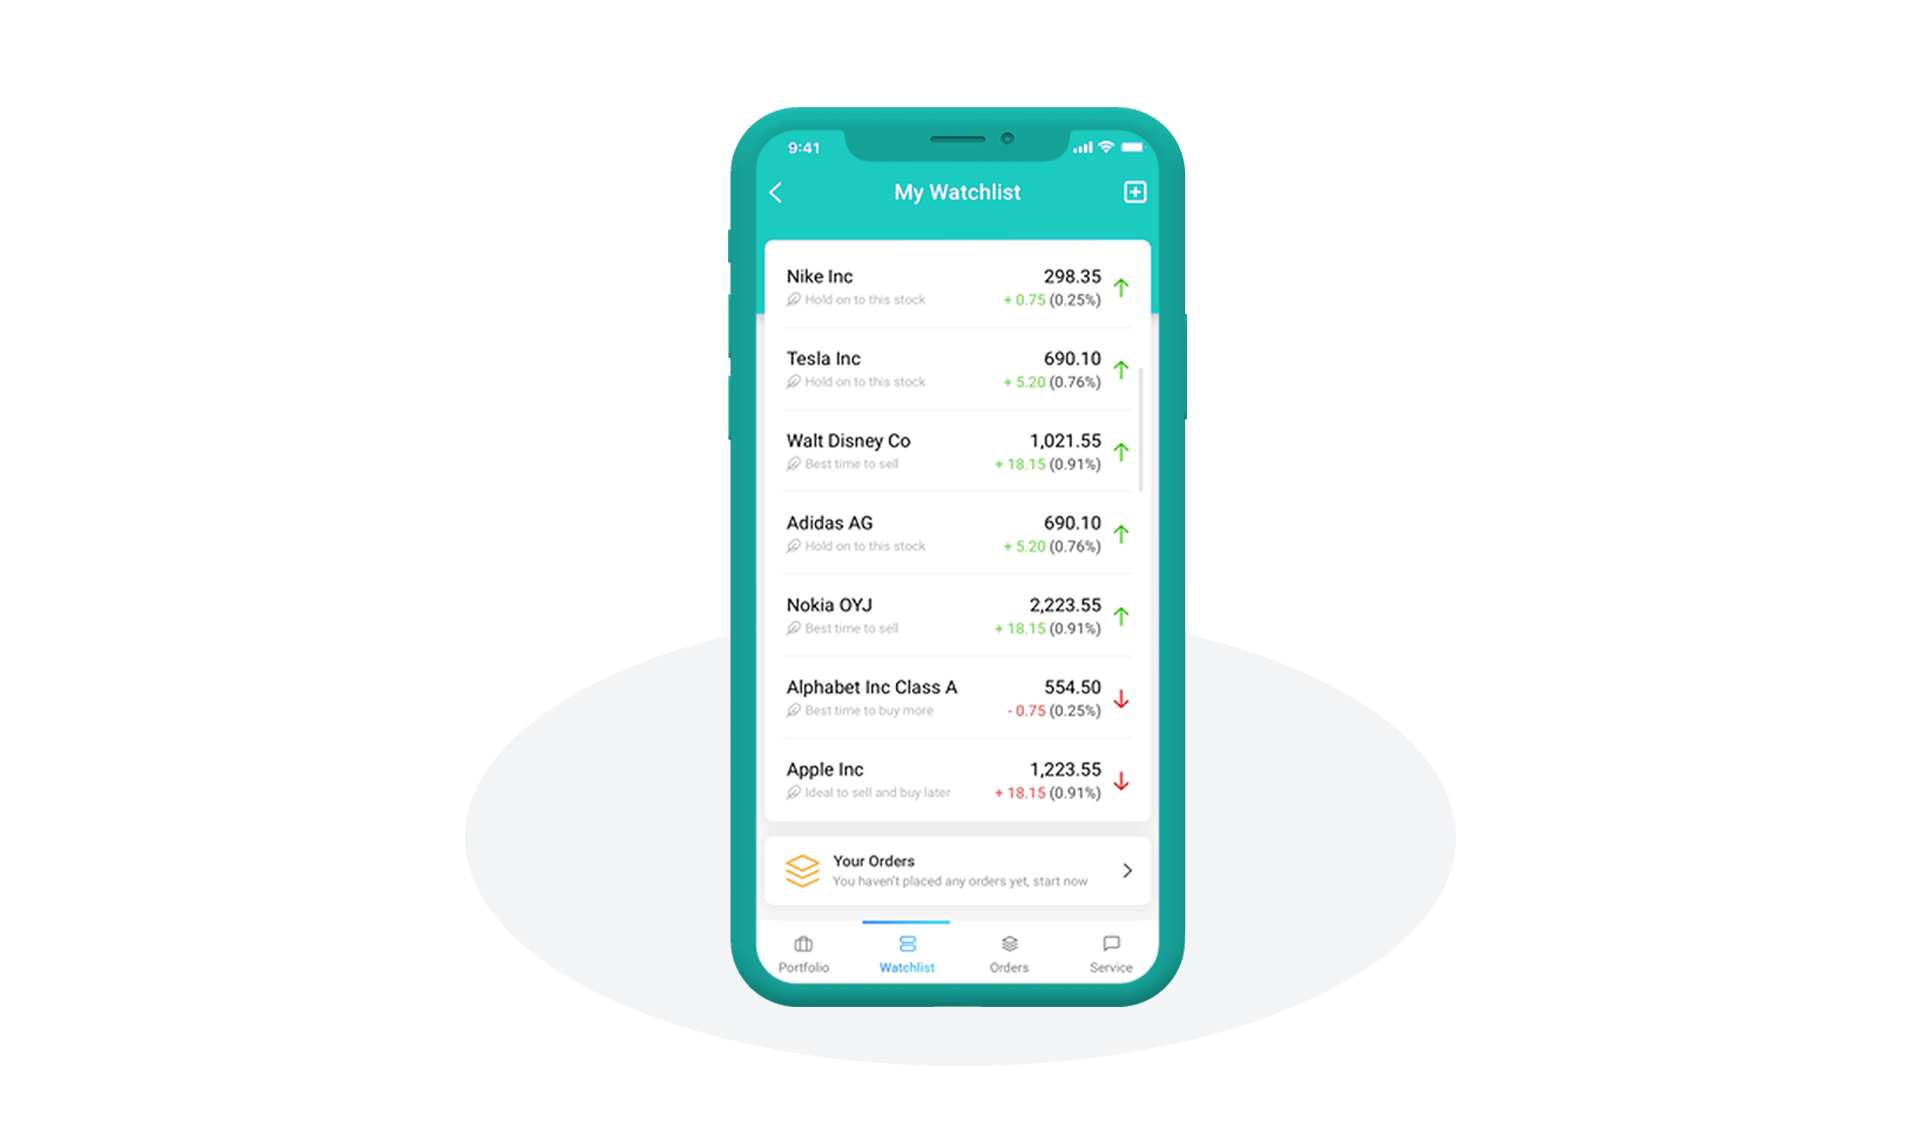 9:41
My Watchlist
Nike Inc 298.35
Hold on to this stock + 0.75 (0.25%)
Tesla Inc 690.10
Hold on to this stock + 5.20 (0.76%)
Walt Disney Co 1,021.55
Best time to sell + 18.15 (0.91%)
Adidas AG 690.10
Hold on to this stock + 5.20 (0.76%)
Nokia OYJ 2,223.55
Best time to sell + 18.15 (0.91%)
Alphabet Inc Class A 554.50
Best time to buy more - 0.75 (0.25%)
Apple Inc 1,223.55
Ideal to sell and buy later + 18.15 (0.91%)
Your Orders
You haven't placed any orders yet, start now
Portfolio Watchlist Orders Service